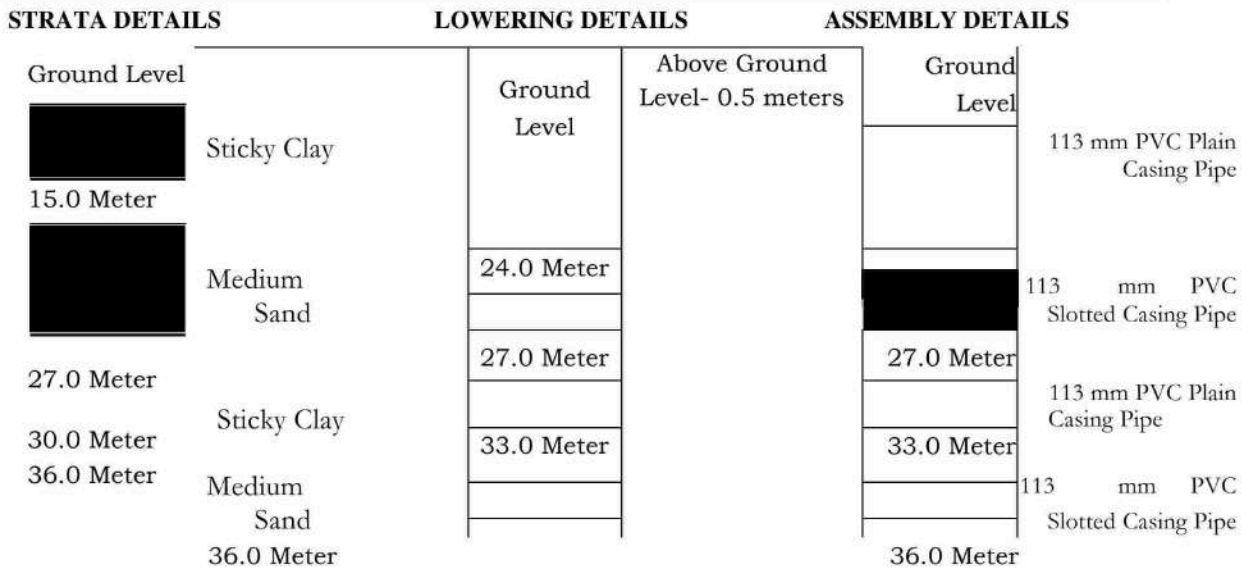 STRATA DETAILS LOWERING DETAILS ASSEMBLY DETAILS
Ground Level
Sticky Clay
15.0 Meter
Medium
Sand
27.0 Meter
Sticky Clay
30.0 Meter
36.0 Meter
Medium
Sand
36.0 Meter
Ground
Level
24.0 Meter
27.0 Meter
33.0 Meter
Above Ground
Level- 0.5 meters
Ground
Level
113 mm PVC Plain
Casing Pipe
113 mm PVC
Slotted Casing Pipe
27.0 Meter
113 mm PVC Plain
Casing Pipe
33.0 Meter
113 mm PVC
Slotted Casing Pipe
36.0 Meter